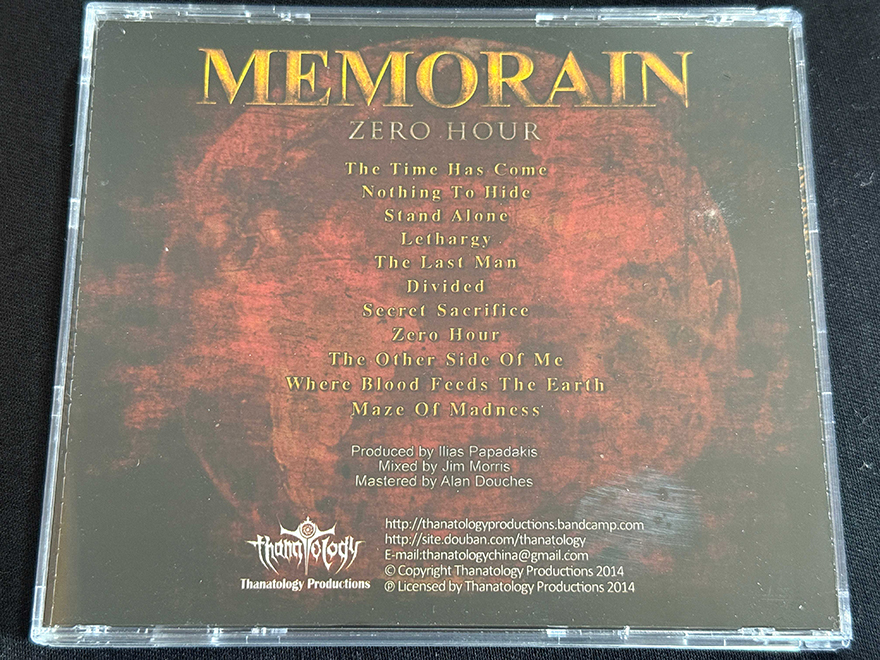 MEMORAIN
ZERO HOUR
The Time Has Come
Nothing To Hide
Stand Alone
Lethargy
The Last Man
Divided
Secret Sacrifice
Zero Hour
The Other Side Of Me
Where Blood Feeds The Earth
Maze Of Madness
Produced by Ilias Papadakis
Mixed by Jim Morris
Mastered by Alan Douches
thanatology
Thanatology Productions
http://thanatologyproductions.bandcamp.com
http://site.douban.com/thanatology
E-mail:thanatologychina@gmail.com
© Copyright Thanatology Productions 2014
℗ Licensed by Thanatology Productions 2014